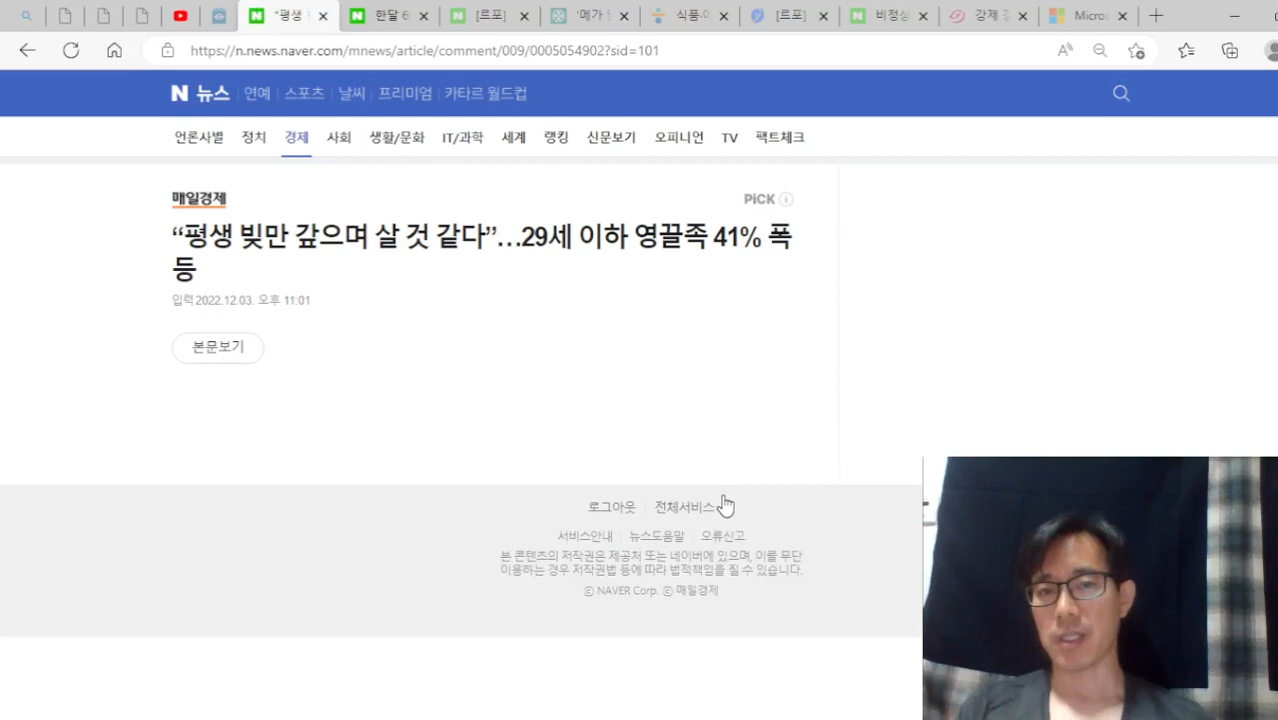 "평생
한달 6
[르포]
'메가
식품.
[르포]
비정상
강제
Micros
https://n.news.naver.com/mnews/article/comment/009/0005054902?sid=101
N 뉴스 연예 스포츠 날씨 프리미엄 카타르 월드컵
언론사별 정치 경제 사회 생활/문화 IT/과학 세계 랭킹 신문보기 오피니언 TV 팩트체크
매일경제 PiCK
“평생 빚만 갚으며 살 것 같다”…29세 이하 영끌족 41% 폭
등
입력 2022.12.03. 오후 11:01
본문보기
로그아웃 전체서비스
서비스안내 뉴스도움말 오류신고
본 콘텐츠의 저작권은 제공처 또는 네이버에 있으며, 이를 무단
이용하는 경우 저작권법 등에 따라 법적책임을 질 수 있습니다.
ⓒ NAVER Corp. ⓒ 매일경제